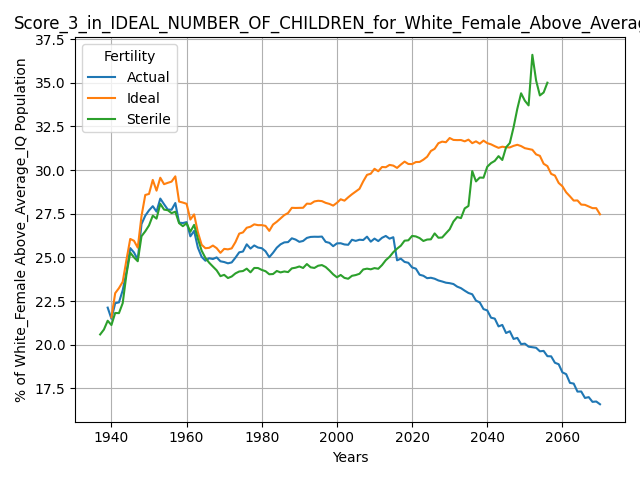 Score_3_in_IDEAL_NUMBER_OF_CHILDREN_for_White_Female_Above_Averag
37.5
35.0
32.5
30.0
27.5
25.0
22.5
20.0
17.5
% of White_Female Above_Average_IQ Population
Fertility
Actual
Ideal
Sterile
1940 1960 1980 2000 2020 2040 2060
Years